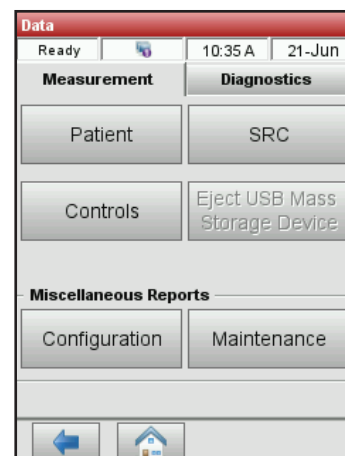 Data
Ready 10:35 A 21-Jun
Measurement Diagnostics
Patient SRC
Controls Eject USB Mass
Storage Device
Miscellaneous Reports
Configuration Maintenance